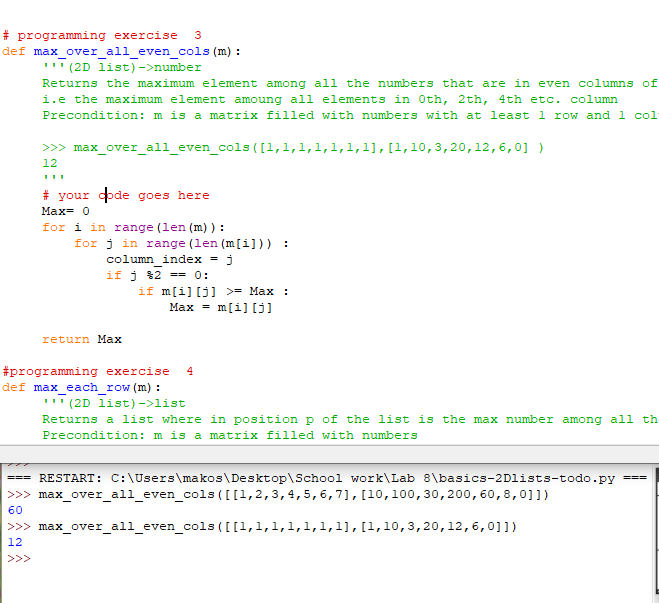 # programming exercise  3
def max_over_all_even_cols(m):
     '''(2D list)->number
     Returns the maximum element among all the numbers that are in even columns of
     i.e the maximum element amoung all elements in 0th, 2th, 4th etc. column
     Precondition: m is a matrix filled with numbers with at least 1 row and 1 col

     >>> max_over_all_even_cols([1,1,1,1,1,1,1],[1,10,3,20,12,6,0] )
     12
     '''
     # your code goes here
     Max= 0
     for i in range(len(m)):
         for j in range(len(m[i])) :
             column_index = j
             if j %2 == 0:
                 if m[i][j] >= Max :
                     Max = m[i][j]

     return Max

#programming exercise  4
def max_each_row(m):
     '''(2D list)->list
     Returns a list where in position p of the list is the max number among all th
     Precondition: m is a matrix filled with numbers
>>>
=== RESTART: C:\Users\makos\Desktop\School work\Lab 8\basics-2Dlists-todo.py ===
>>> max_over_all_even_cols([[1,2,3,4,5,6,7],[10,100,30,200,60,8,0]])
60
>>> max_over_all_even_cols([[1,1,1,1,1,1,1],[1,10,3,20,12,6,0]])
12
>>>